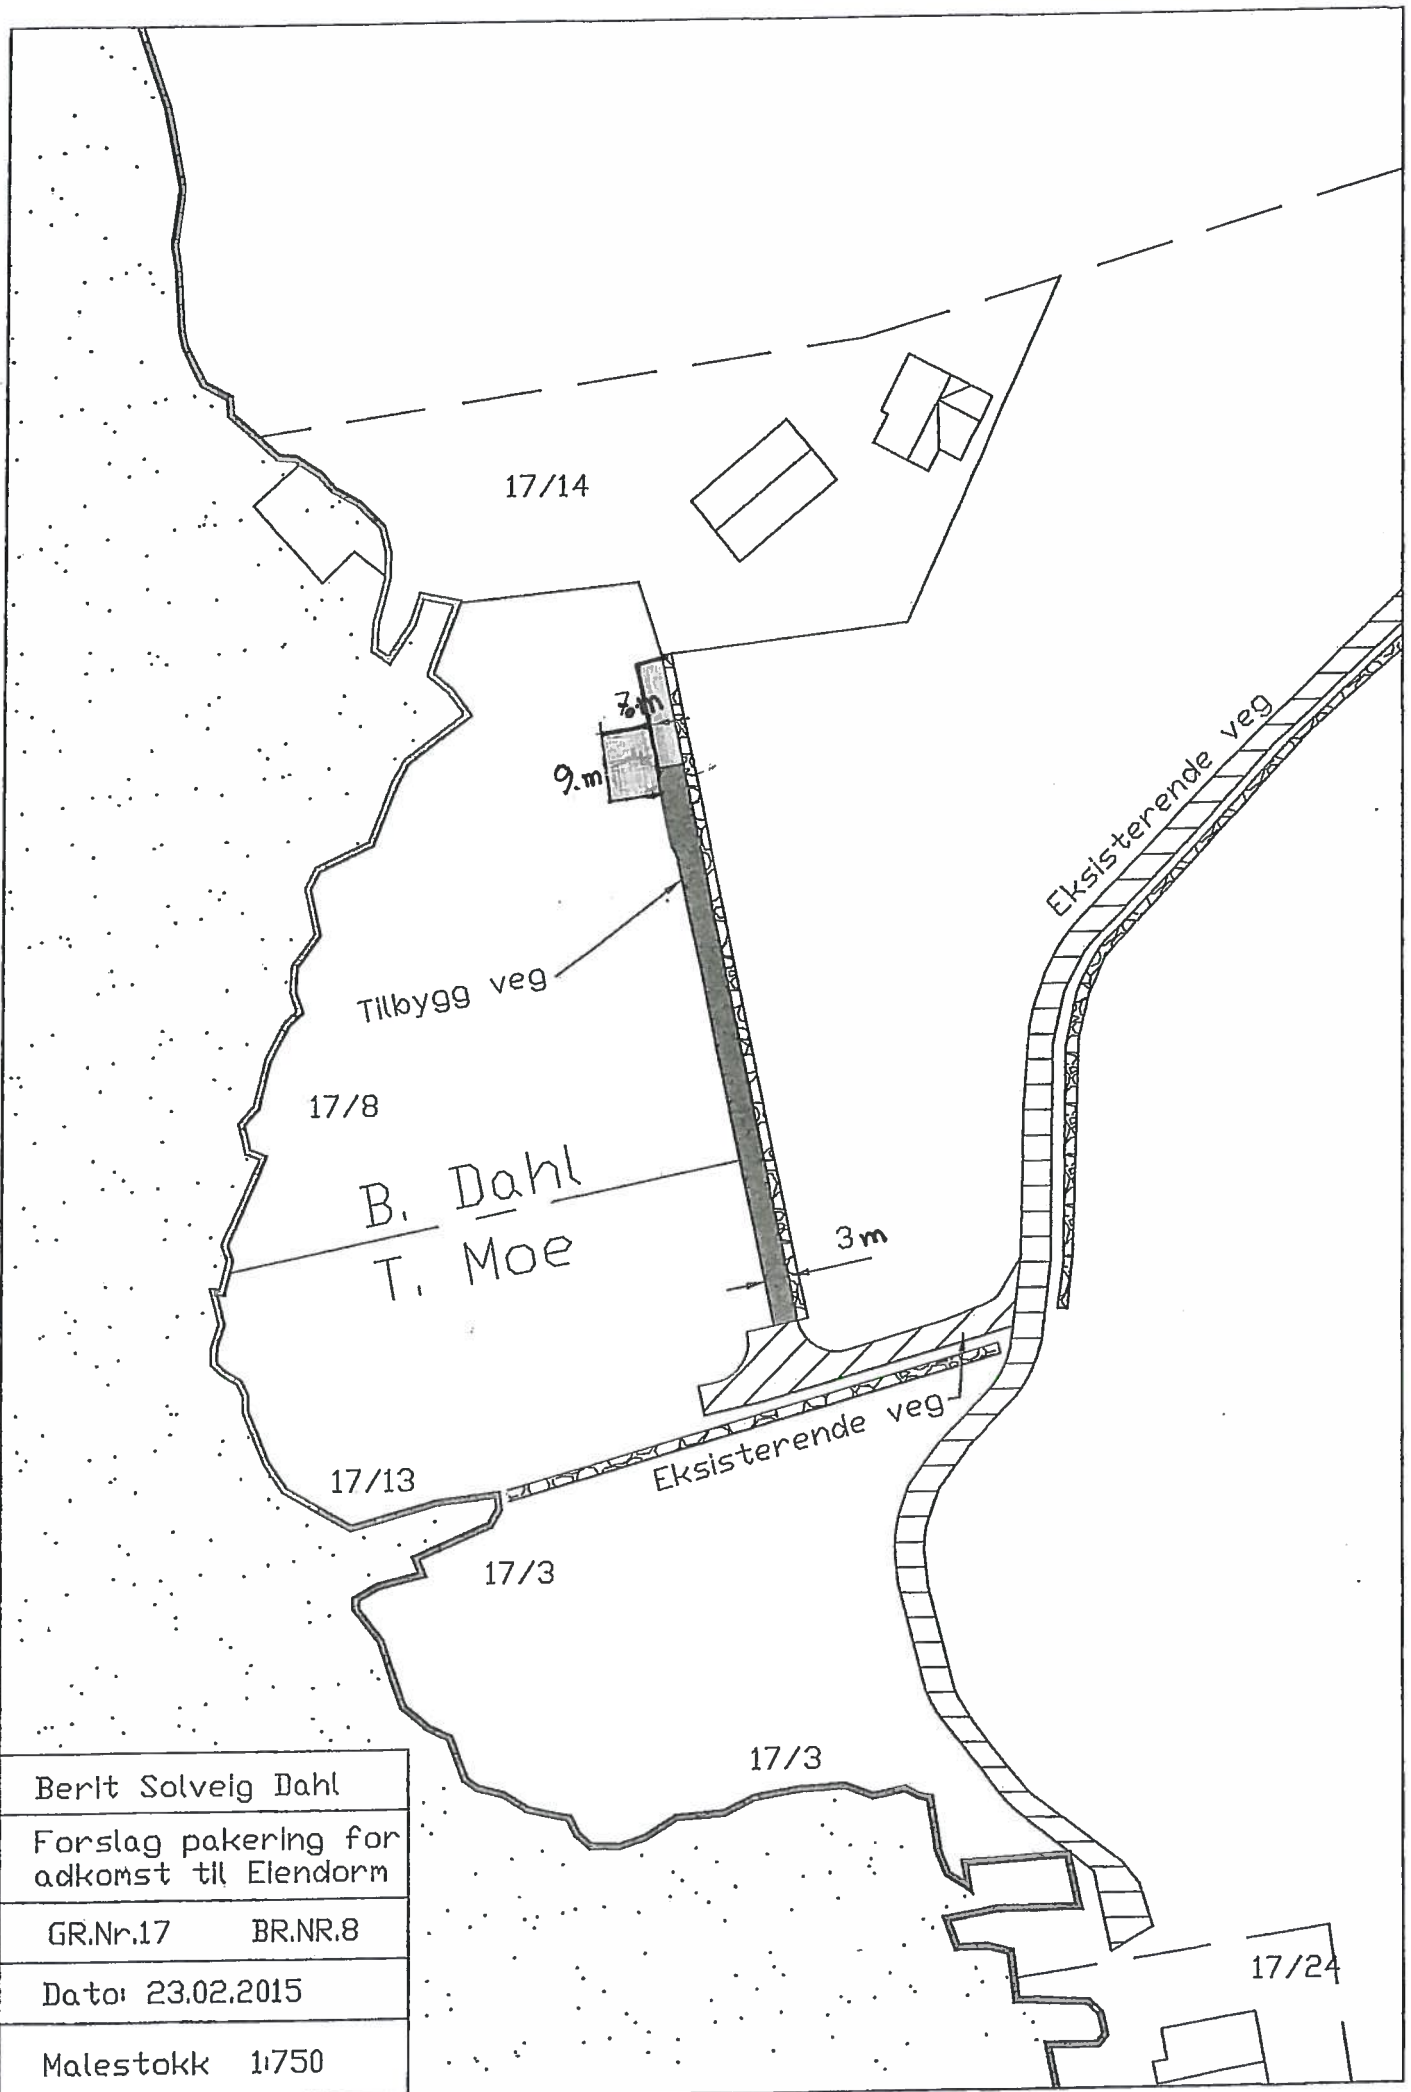 17/14
7.m
9.m
Eksisterende veg
Tilbygg veg
17/8
B. Dahl
T. Moe
3m
Eksisterende veg
17/13
17/3
17/3
17/24
Berit Solveig Dahl
Forslag pakering for
adkomst til Eiendorm
GR.Nr.17 BR.NR.8
Dato: 23.02.2015
Malestokk 1:750